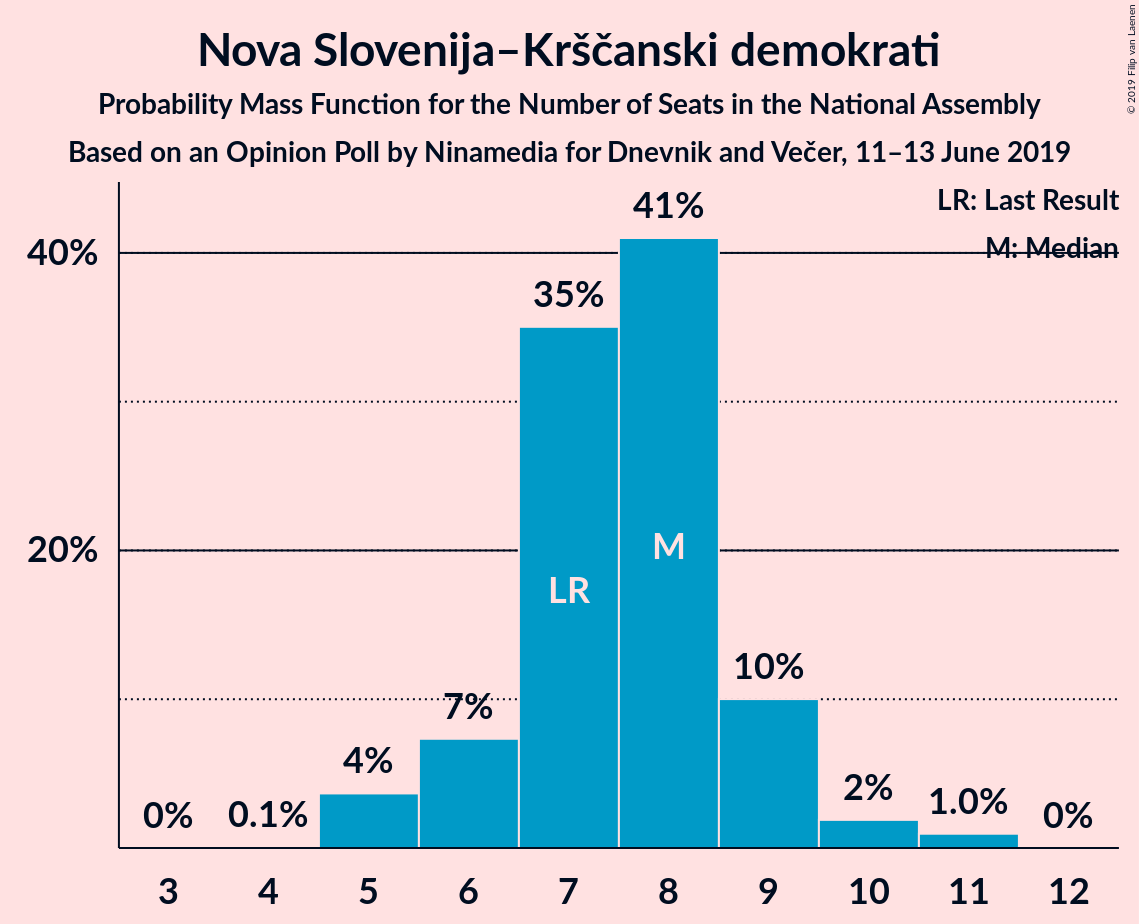 Nova Slovenija–Krščanski demokrati
Probability Mass Function for the Number of Seats in the National Assembly
Based on an Opinion Poll by Ninamedia for Dnevnik and Večer, 11–13 June 2019
© 2019 Filip van Laenen
LR: Last Result
M: Median
40%
20%
0%
0.1%
4%
7%
35%
41%
10%
2%
1.0%
0%
LR
M
3 4 5 6 7 8 9 10 11 12